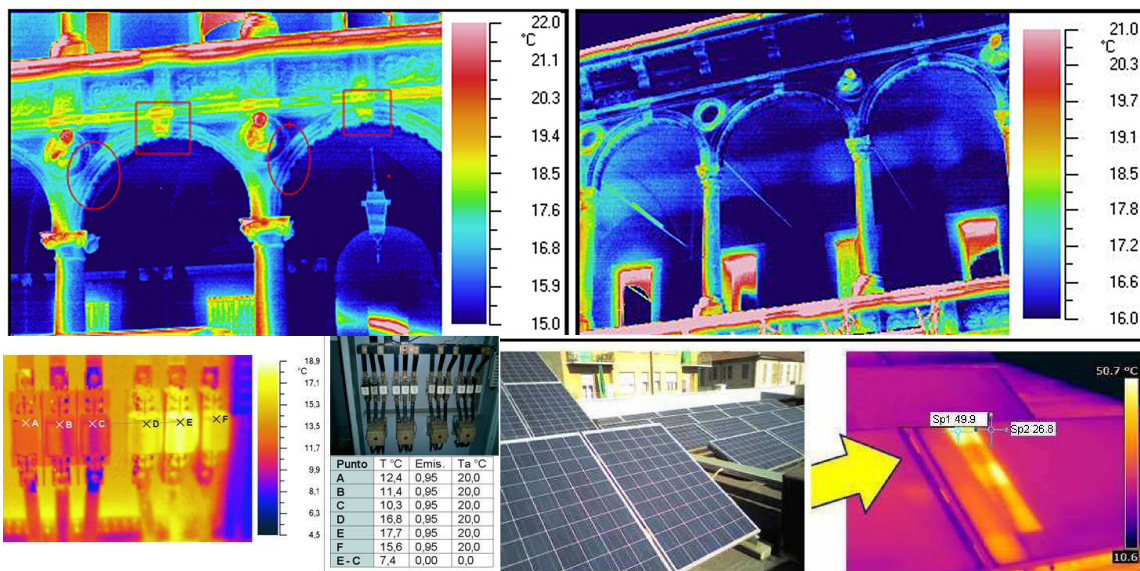 22.0
°C
21.1
20.3
19.4
18.5
17.6
16.8
15.9
15.0
21.0
°C
20.3
19.7
19.1
18.5
17.8
17.2
16.6
16.0
18,9
°C
17,1
15,3
13,5
11,7
9,9
8,1
6,3
4,5
A
B
C
D
E
F
Punto T °C Emis. Ta °C
A 12,4 0,95 20,0
B 11,4 0,95 20,0
C 10,3 0,95 20,0
D 16,8 0,95 20,0
E 17,7 0,95 20,0
F 15,6 0,95 20,0
E - C 7,4 0,00 0,0
50.7 °C
Sp1 49.9
Sp2 26.8
10.6